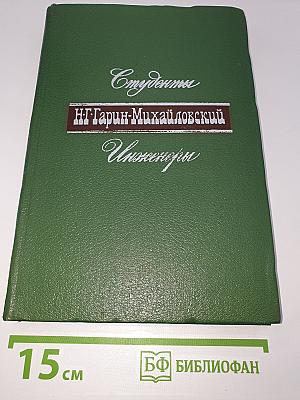 Студенты
Н·Г·Гарин-Михайловский
Инженеры
15 см
БФ БИБЛИОФАН